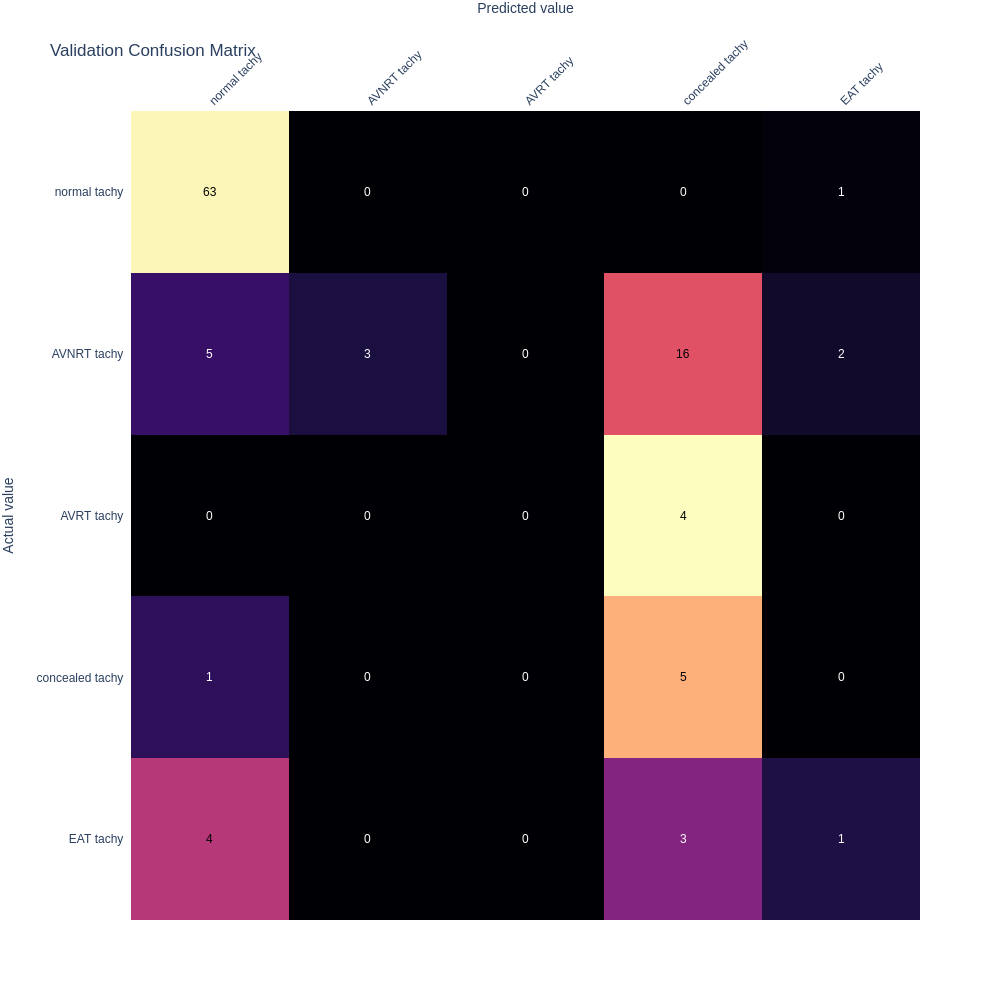 Predicted value
Validation Confusion Matrix
normal tachy
AVNRT tachy
AVRT tachy
concealed tachy
EAT tachy
Actual value
normal tachy 63 0 0 0 1
AVNRT tachy 5 3 0 16 2
AVRT tachy 0 0 0 4 0
concealed tachy 1 0 0 5 0
EAT tachy 4 0 0 3 1